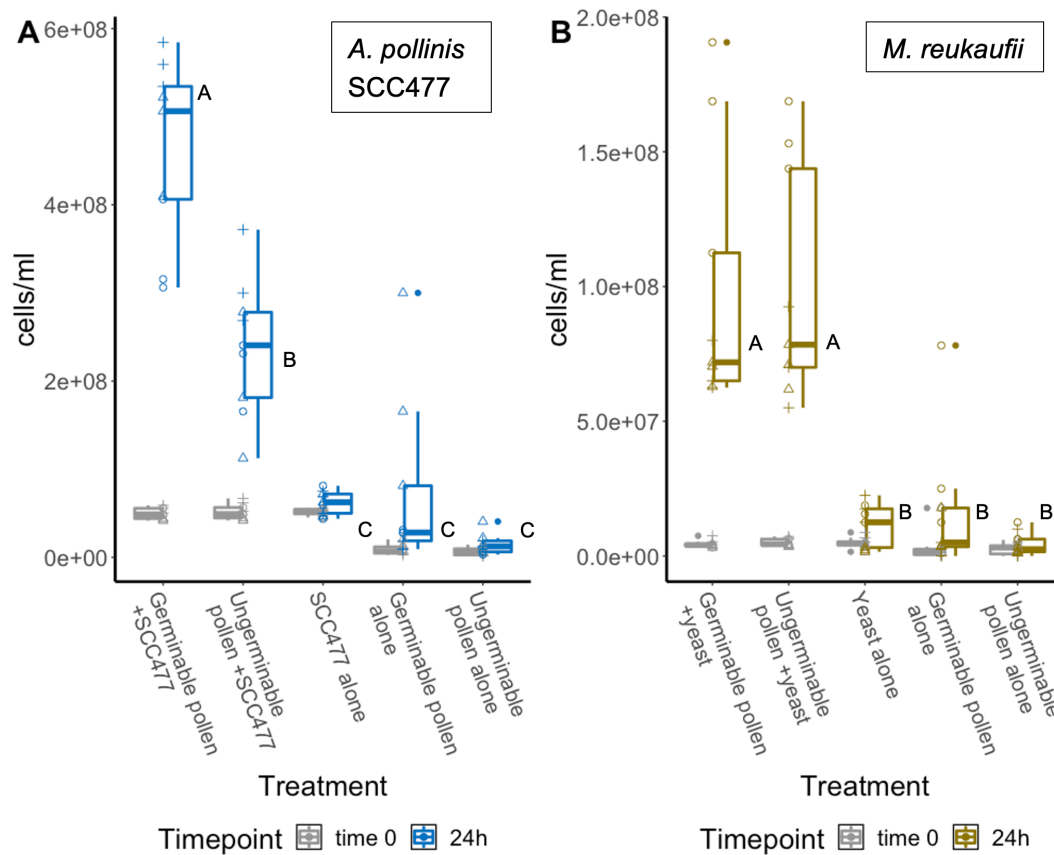 A
A. pollinis
SCC477
cells/ml
6e+08
4e+08
2e+08
0e+00
A
B
C
C
C
Germinable pollen
+SCC477
Ungerminable
pollen +SCC477
SCC477 alone
Germinable pollen
alone
Ungerminable
pollen alone
Treatment
Timepoint time 0 24h
B
M. reukaufii
cells/ml
2.0e+08
1.5e+08
1.0e+08
5.0e+07
0.0e+00
A
A
B
B
B
Germinable pollen
+yeast
Ungerminable
pollen +yeast
Yeast alone
Germinable pollen
alone
Ungerminable
pollen alone
Treatment
Timepoint time 0 24h